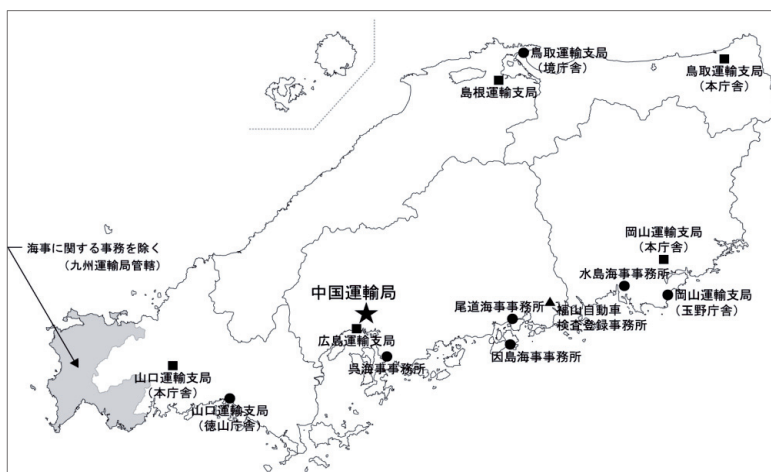 鳥取運輸支局
(境庁舎)
島根運輸支局
鳥取運輸支局
(本庁舎)
海事に関する事務を除く
(九州運輸局管轄)
岡山運輸支局
(本庁舎)
水島海事事務所
岡山運輸支局
(玉野庁舎)
中国運輸局
尾道海事事務所
福山自動車
検査登録事務所
広島運輸支局
呉海事事務所
因島海事事務所
山口運輸支局
(本庁舎)
山口運輸支局
(徳山庁舎)